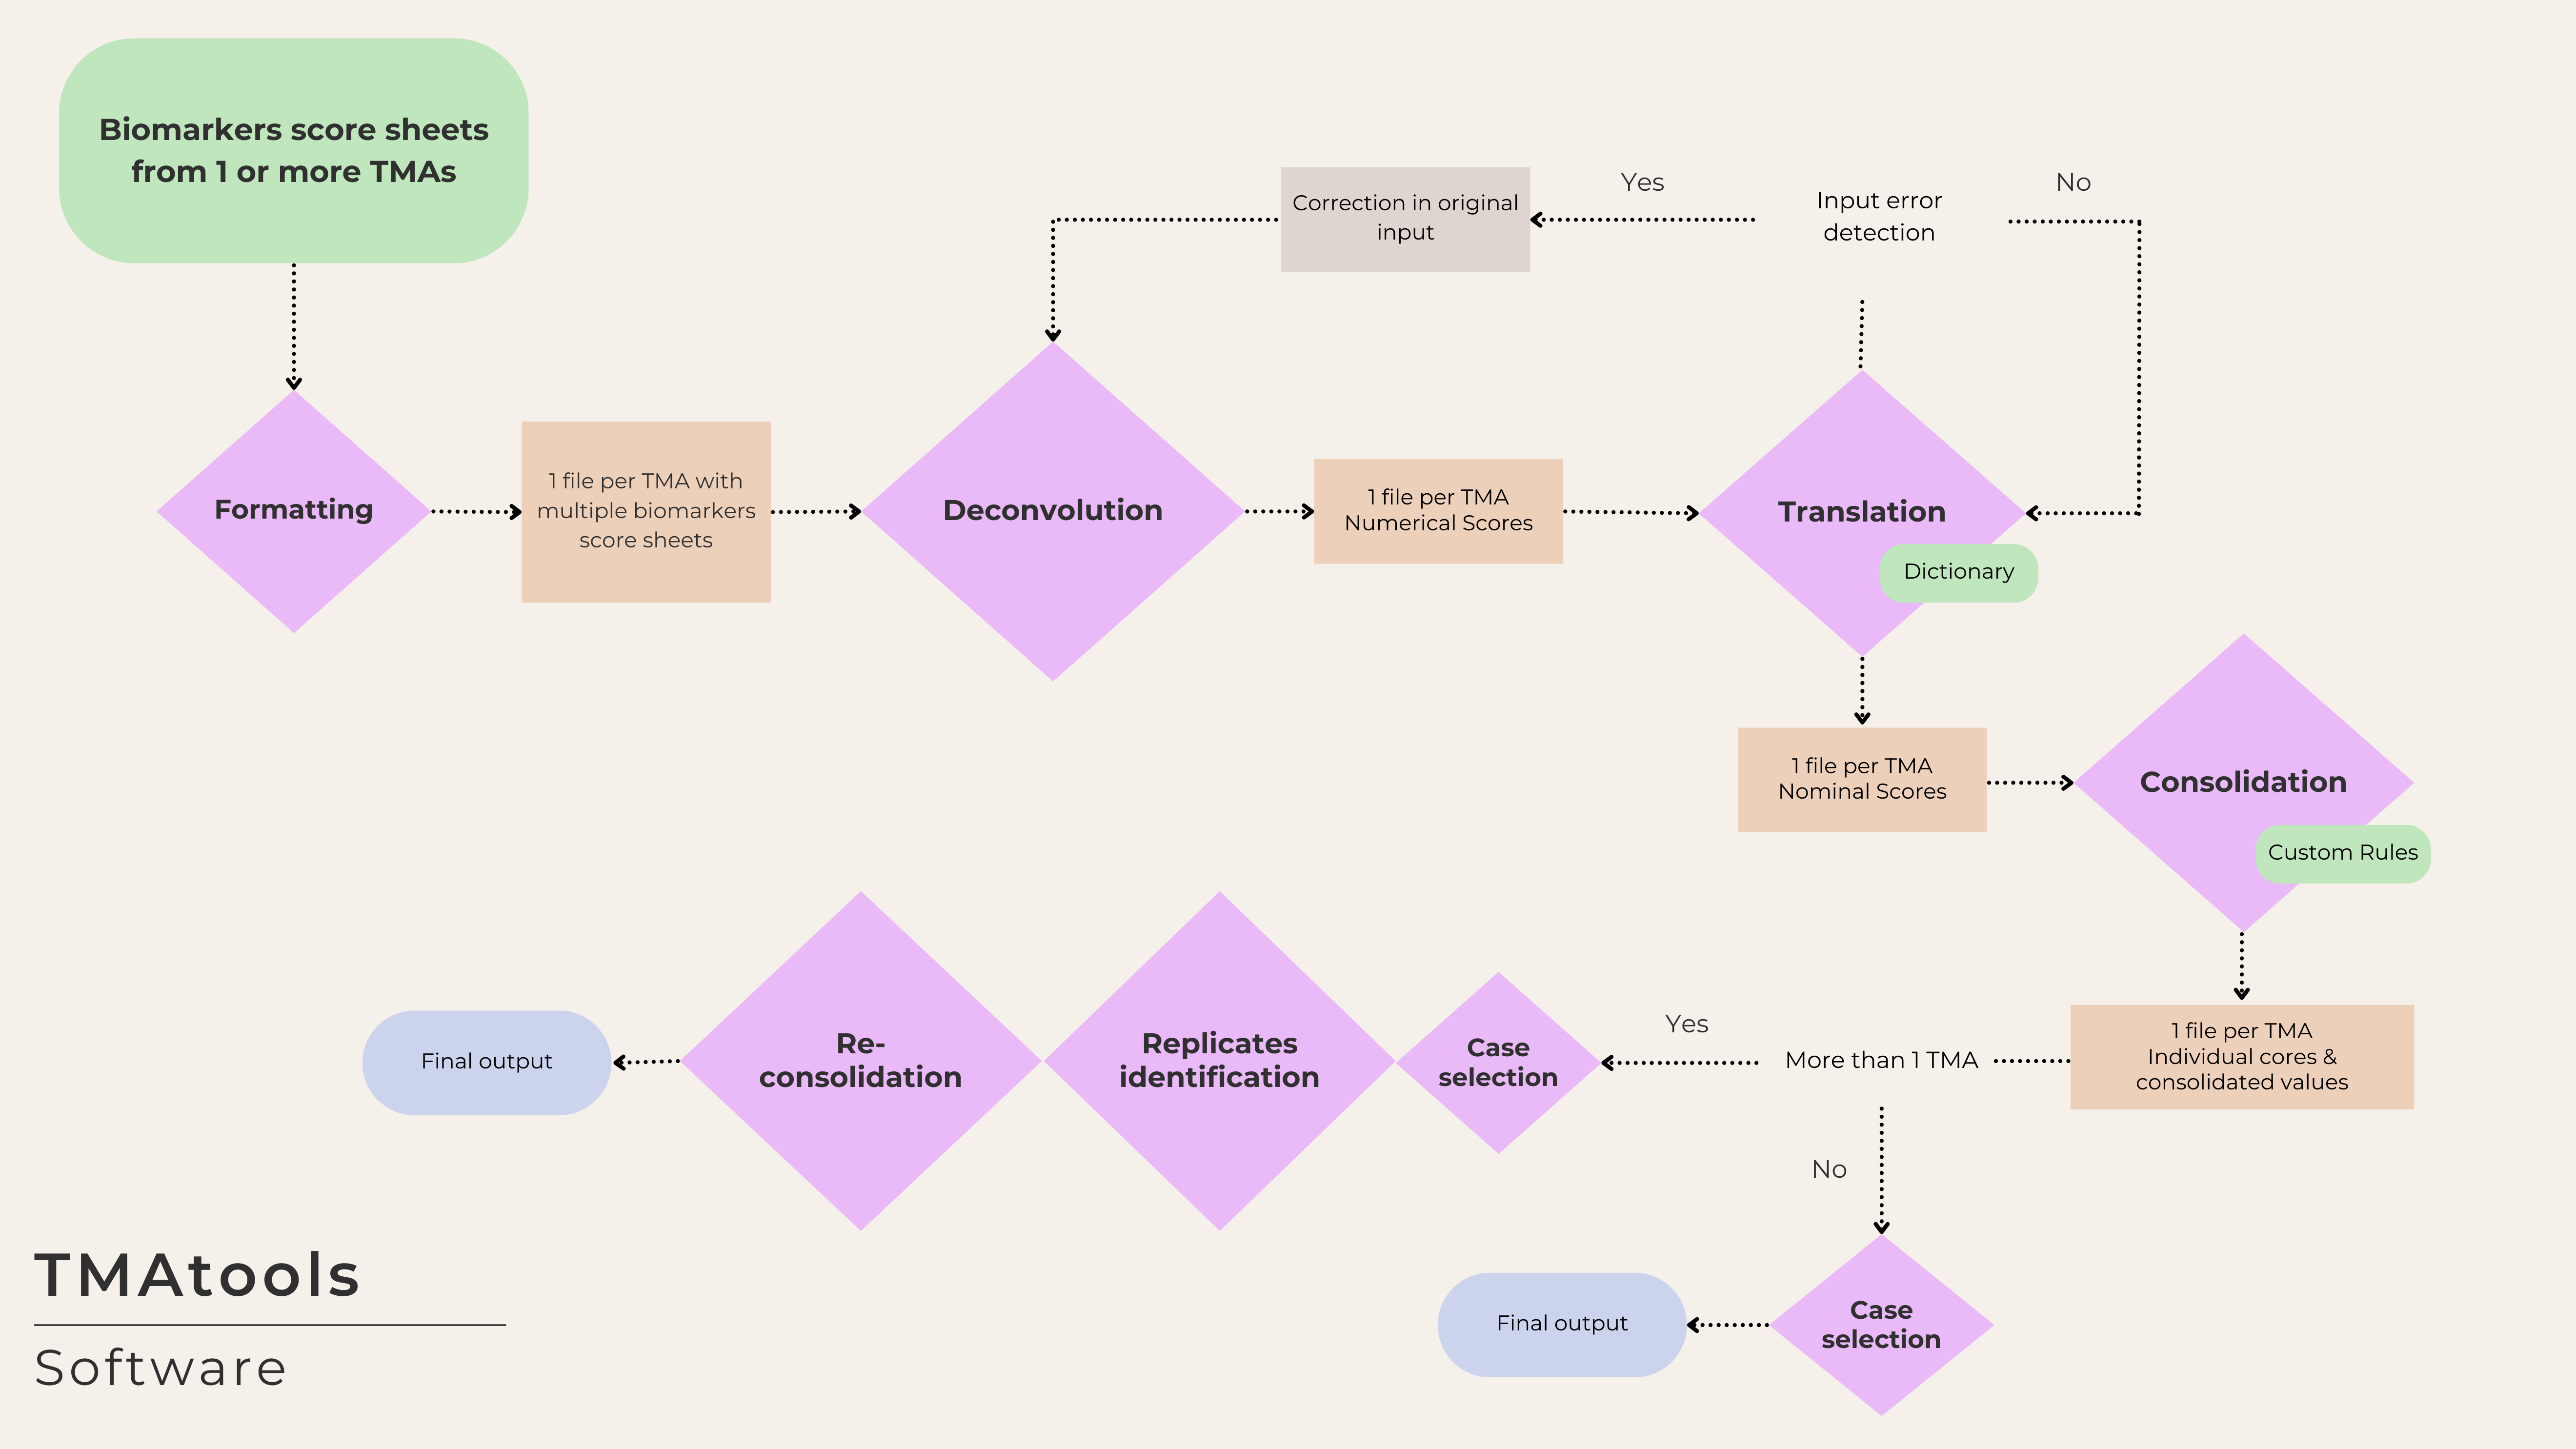 Biomarkers score sheets
from 1 or more TMAs
Correction in original
input
Yes
Input error
detection
No
Formatting
1 file per TMA with
multiple biomarkers
score sheets
Deconvolution
1 file per TMA
Numerical Scores
Translation
Dictionary
1 file per TMA
Nominal Scores
Consolidation
Custom Rules
1 file per TMA
Individual cores &
consolidated values
More than 1 TMA
Yes
Case
selection
Replicates
identification
Re-
consolidation
Final output
No
Case
selection
Final output
TMAtools
Software